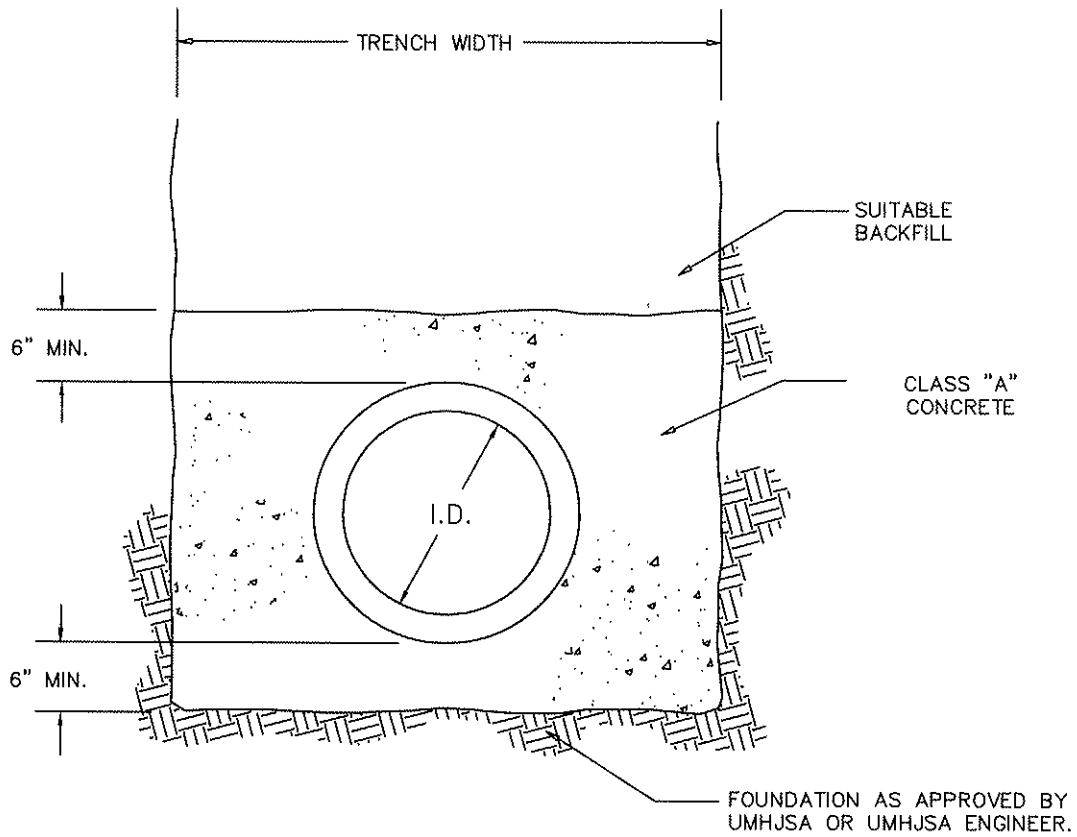 TRENCH WIDTH
SUITABLE
BACKFILL
6" MIN.
CLASS "A"
CONCRETE
I.D.
6" MIN.
FOUNDATION AS APPROVED BY
UMHJSA OR UMHJSA ENGINEER.